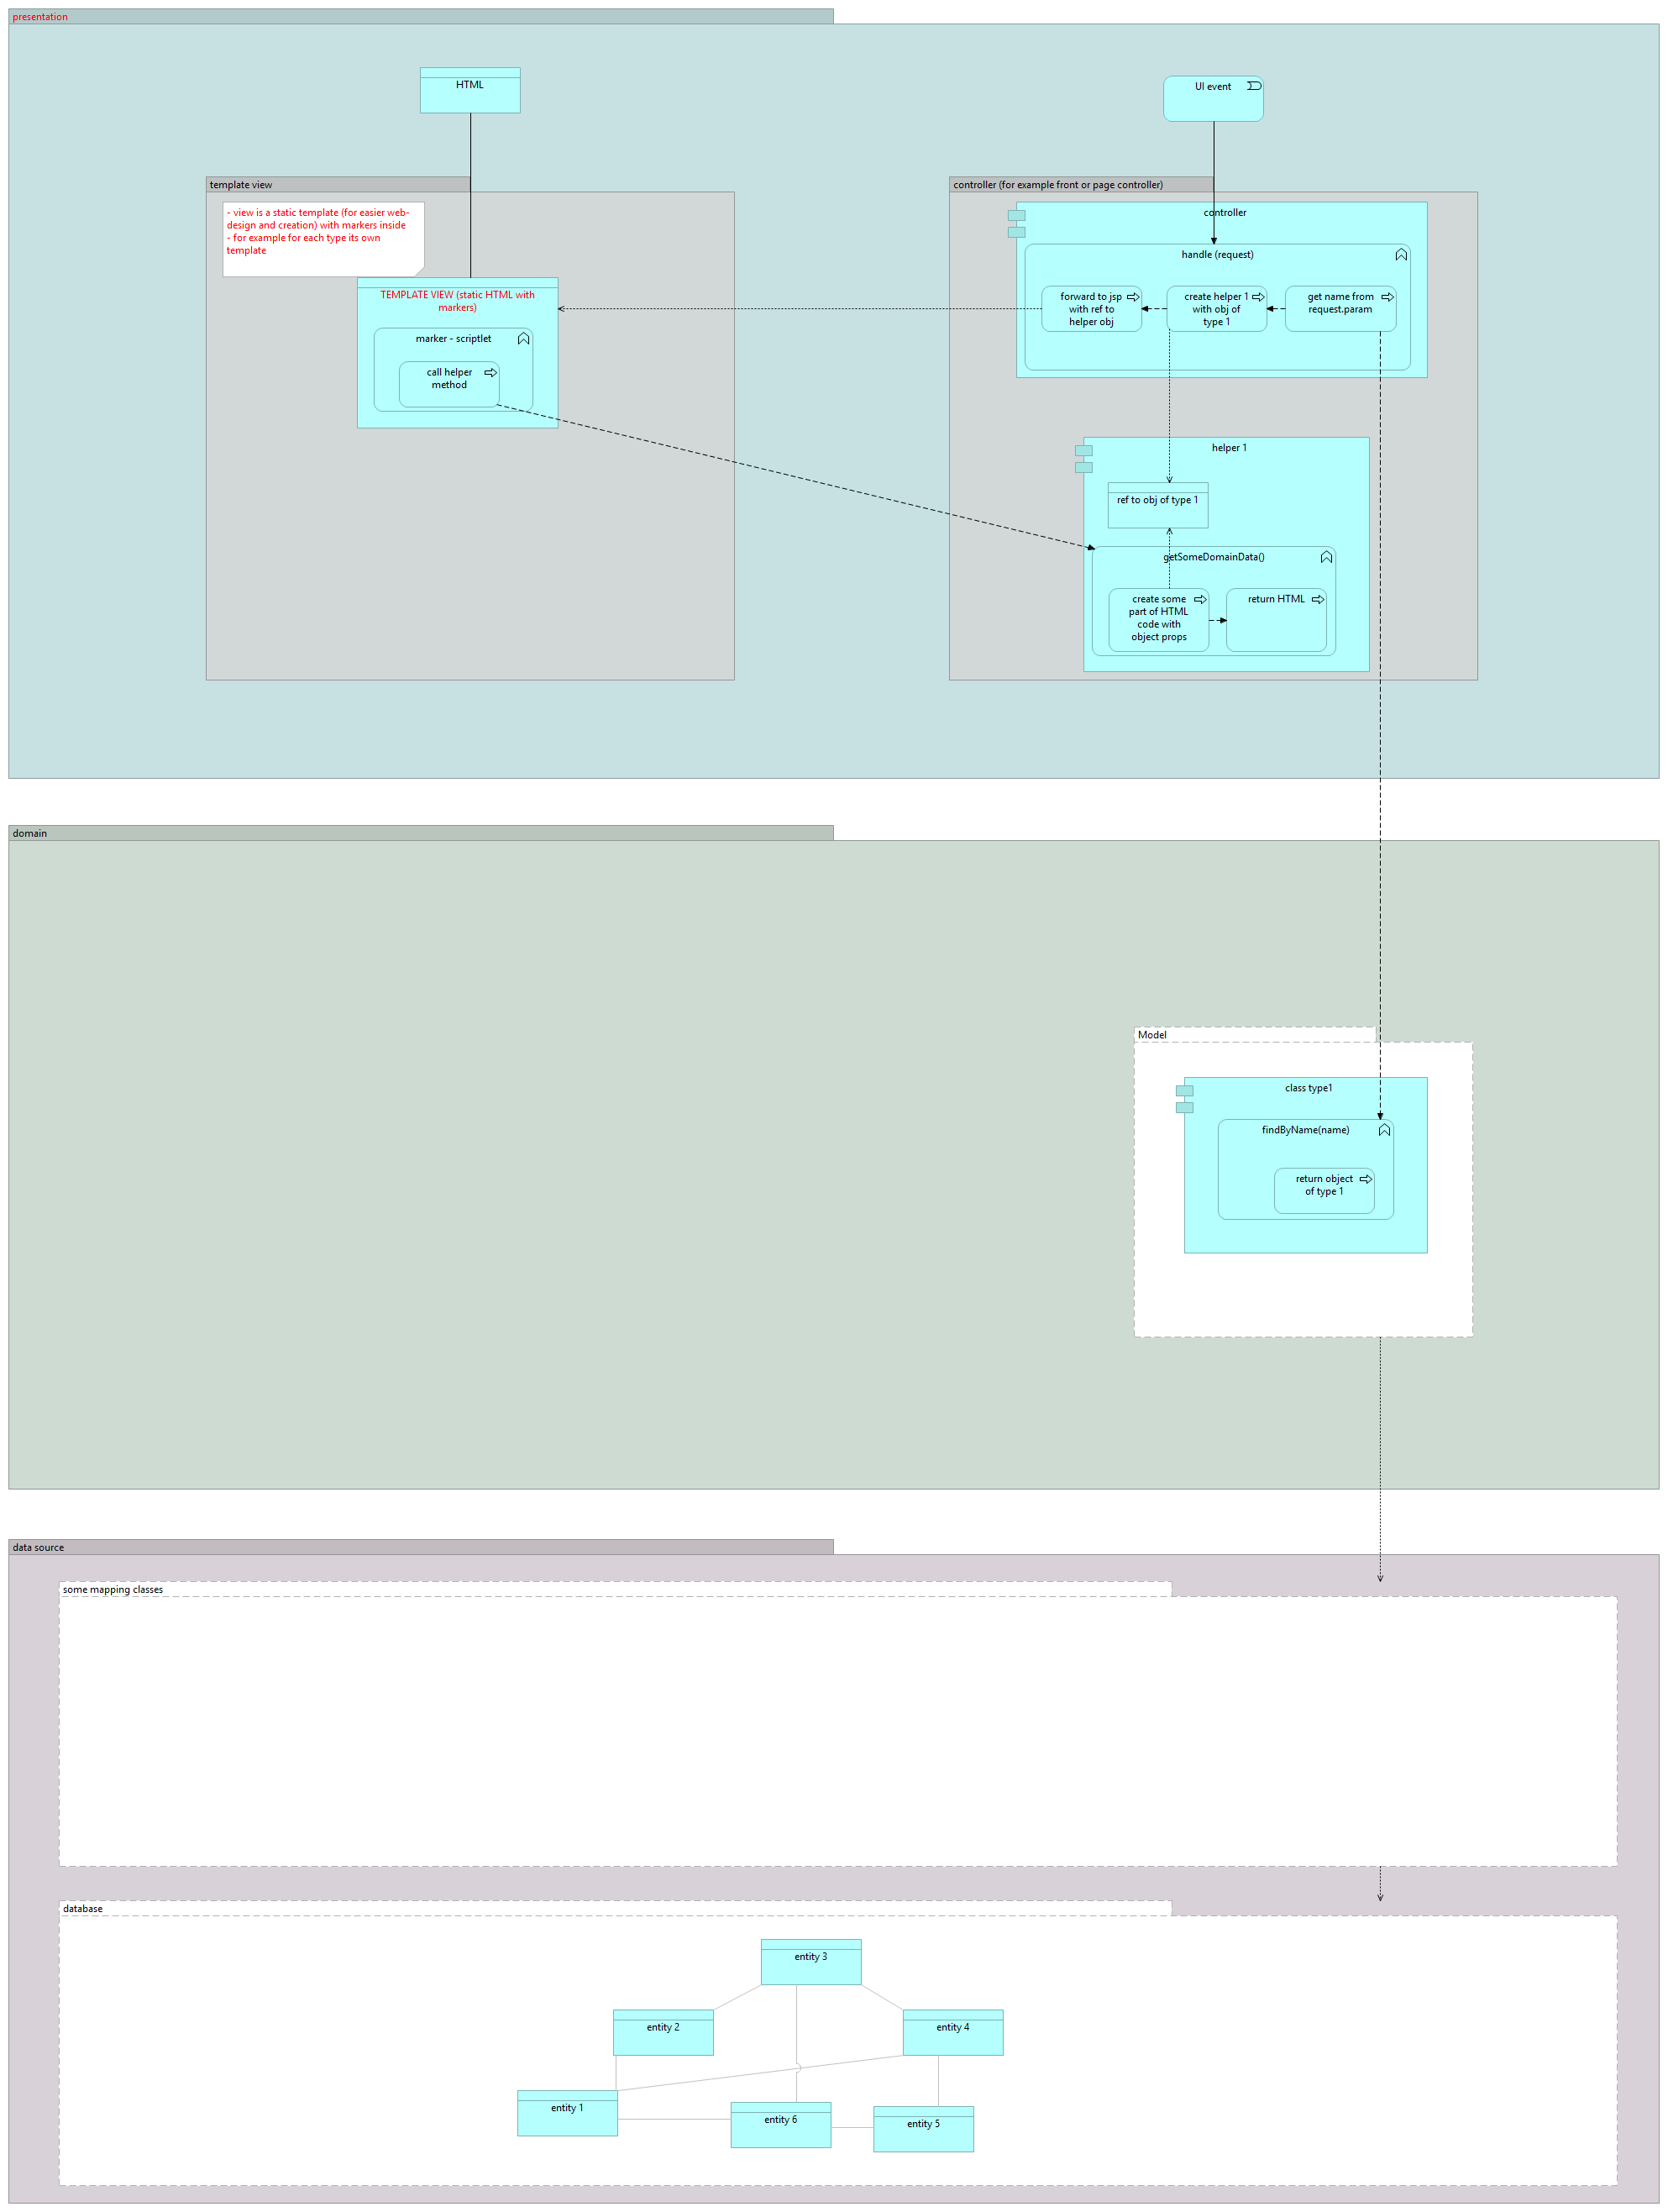 presentation
HTML
UI event
template view
- view is a static template (for easier web-
design and creation) with markers inside
- for example for each type its own
template
TEMPLATE VIEW (static HTML with
markers)
marker - scriptlet
call helper
method
controller (for example front or page controller)
controller
handle (request)
forward to jsp
with ref to
helper obj
create helper 1
with obj of
type 1
get name from
request.param
helper 1
ref to obj of type 1
getSomeDomainData()
create some
part of HTML
code with
object props
return HTML
domain
Model
class type1
findByName(name)
return object
of type 1
data source
some mapping classes
database
entity 3
entity 2
entity 4
entity 1
entity 6
entity 5